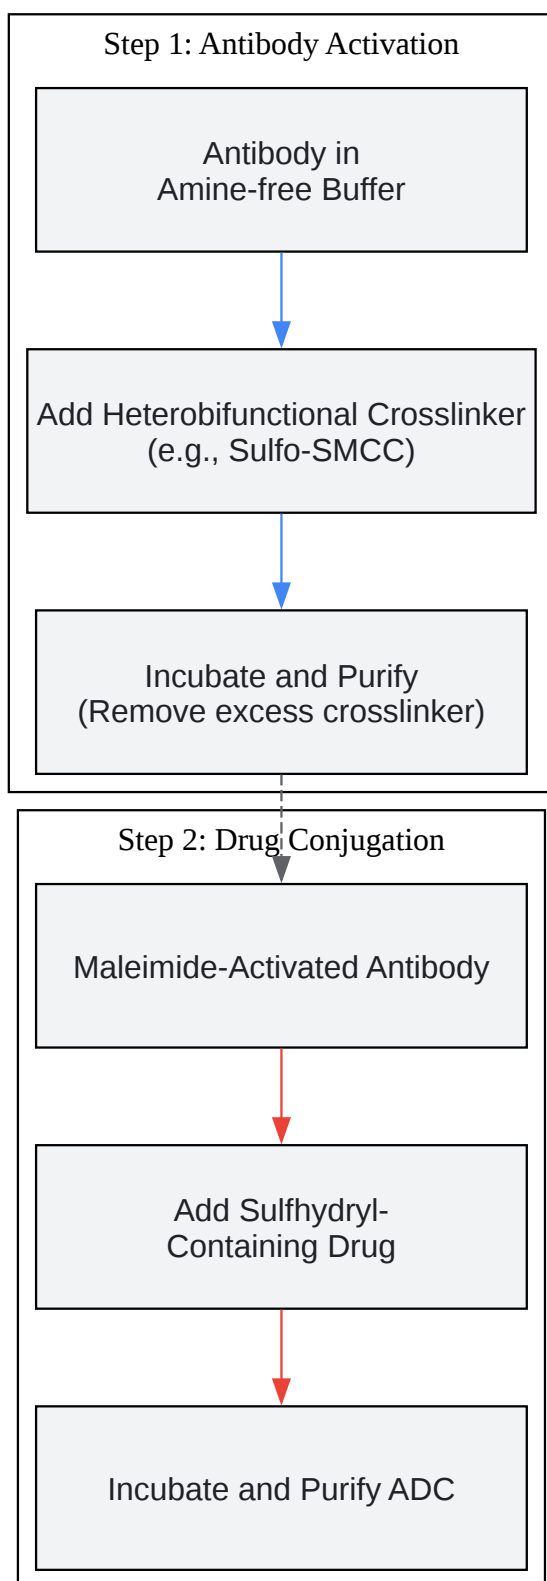 Step 1: Antibody Activation
Antibody in
Amine-free Buffer
Add Heterobifunctional Crosslinker
(e.g., Sulfo-SMCC)
Incubate and Purify
(Remove excess crosslinker)
Step 2: Drug Conjugation
Maleimide-Activated Antibody
Add Sulfhydryl-
Containing Drug
Incubate and Purify ADC